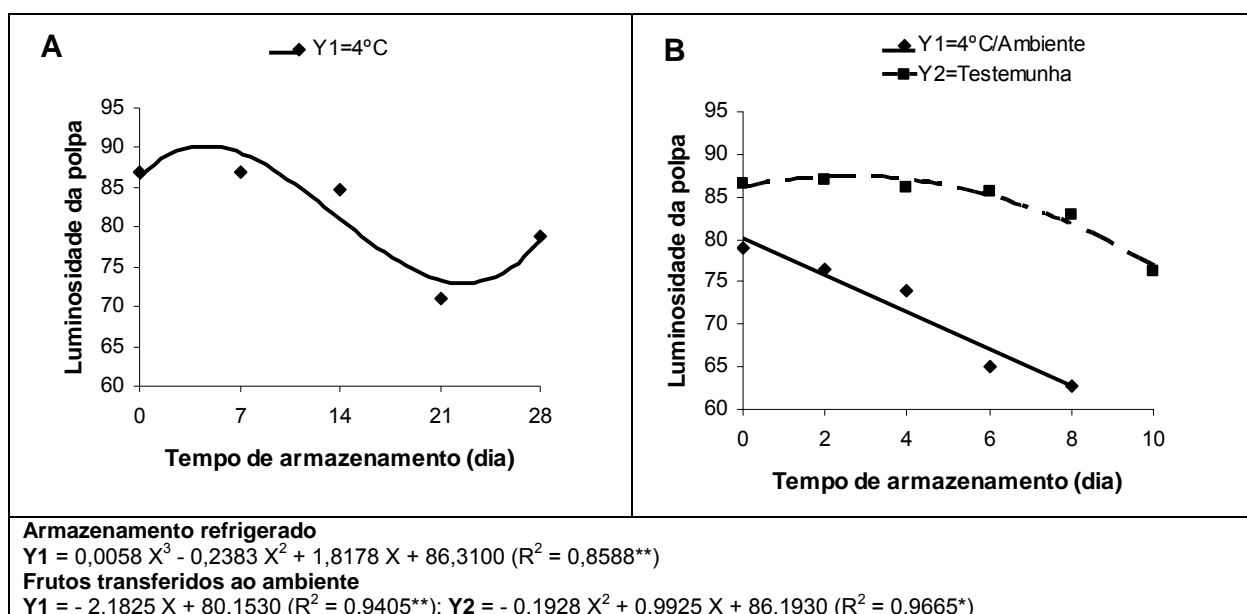 A
Y1=4ºC
Luminosidade da polpa
95
90
85
80
75
70
65
60
0 7 14 21 28
Tempo de armazenamento (dia)
B
Y1=4ºC/Ambiente
Y2=Testemunha
Luminosidade da polpa
95
90
85
80
75
70
65
60
0 2 4 6 8 10
Tempo de armazenamento (dia)
Armazenamento refrigerado
Y1 = 0,0058 X³ - 0,2383 X² + 1,8178 X + 86,3100 (R² = 0,8588**)
Frutos transferidos ao ambiente
Y1 = - 2,1825 X + 80,1530 (R² = 0,9405**); Y2 = - 0,1928 X² + 0,9925 X + 86,1930 (R² = 0,9665*)